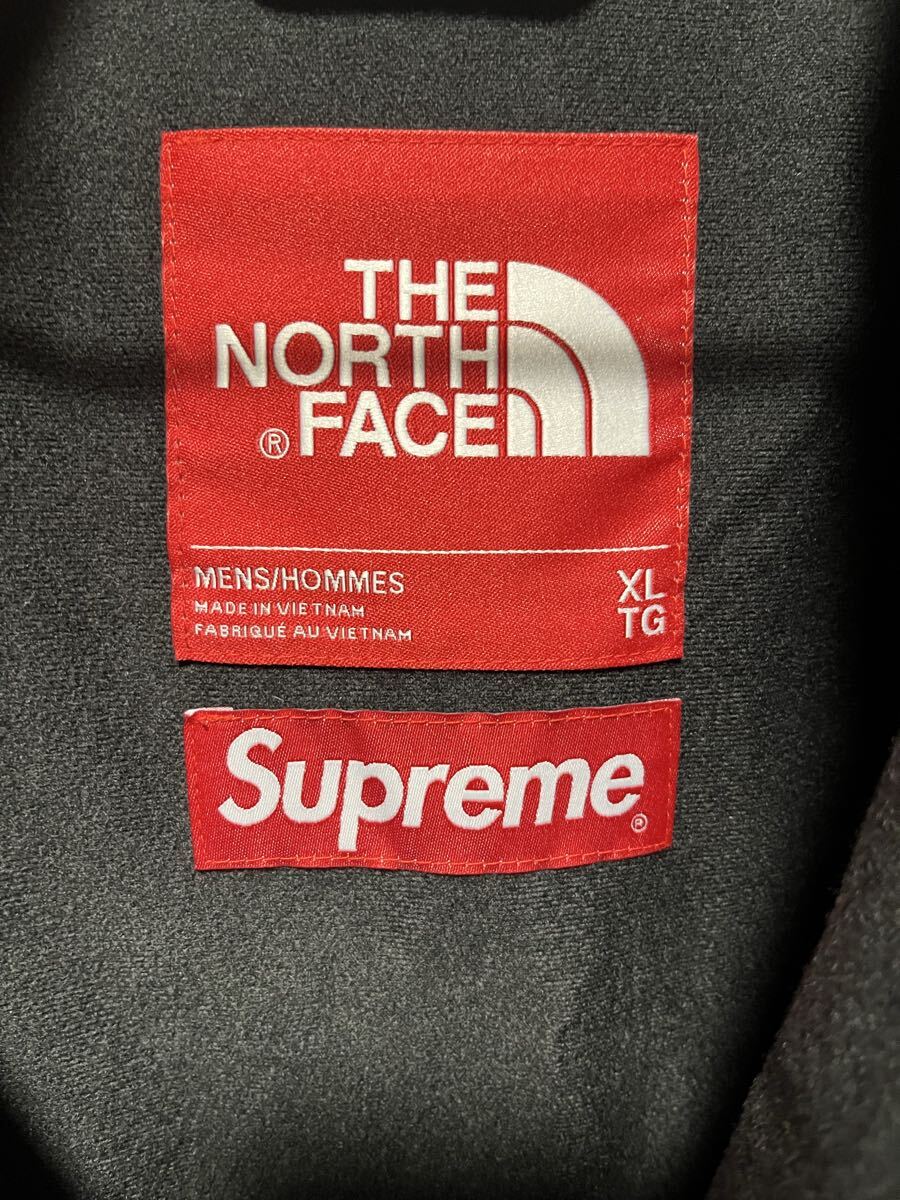 THE
NORTH
® FACE
MENS/HOMMES XL
MADE IN VIETNAM TG
FABRIQUÉ AU VIETNAM
Supreme®